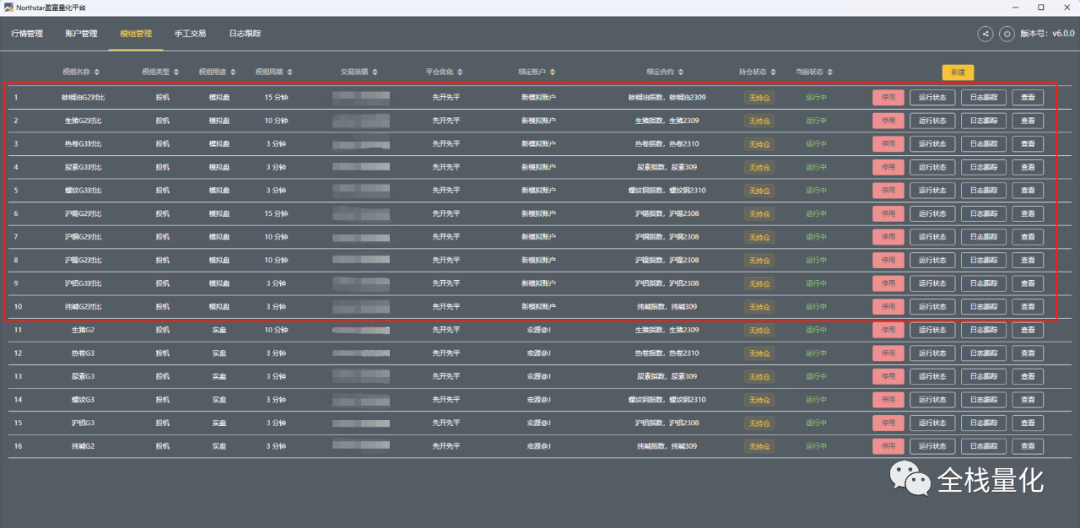 Northstar盈富量化平台
行情管理 账户管理 模组管理 手工交易 日志跟踪 版本号: v6.0.0
模组名称 模组类型 模组用途 模组周期 交易策略 平仓优化 绑定账户 绑定合约 持仓状态 当前状态 新建
1 棕榈油G2对比 投机 模拟盘 15 分钟 先开先平 新模拟账户 棕榈油指数, 棕榈油2309 无持仓 运行中 停用 运行状态 日志跟踪 查看
2 生猪G2对比 投机 模拟盘 10 分钟 先开先平 新模拟账户 生猪指数, 生猪2309 无持仓 运行中 停用 运行状态 日志跟踪 查看
3 热卷G3对比 投机 模拟盘 3 分钟 先开先平 新模拟账户 热卷指数, 热卷2310 无持仓 运行中 停用 运行状态 日志跟踪 查看
4 尿素G3对比 投机 模拟盘 3 分钟 先开先平 新模拟账户 尿素指数, 尿素309 无持仓 运行中 停用 运行状态 日志跟踪 查看
5 螺纹G3对比 投机 模拟盘 3 分钟 先开先平 新模拟账户 螺纹钢指数, 螺纹钢2310 无持仓 运行中 停用 运行状态 日志跟踪 查看
6 沪锡G2对比 投机 模拟盘 15 分钟 先开先平 新模拟账户 沪锡指数, 沪锡2308 无持仓 运行中 停用 运行状态 日志跟踪 查看
7 沪铜G2对比 投机 模拟盘 10 分钟 先开先平 新模拟账户 沪铜指数, 沪铜2308 无持仓 运行中 停用 运行状态 日志跟踪 查看
8 沪G2对比 投机 模拟盘 3 分钟 先开先平 新模拟账户 沪指数, 沪2308 无持仓 运行中 停用 运行状态 日志跟踪 查看
9 沪铝G3对比 投机 模拟盘 3 分钟 先开先平 新模拟账户 沪铝指数, 沪铝2308 无持仓 运行中 停用 运行状态 日志跟踪 查看
10 纯碱G2对比 投机 模拟盘 3 分钟 先开先平 新模拟账户 纯碱指数, 纯碱309 无持仓 运行中 停用 运行状态 日志跟踪 查看
11 生猪G2 投机 实盘 10 分钟 先开先平 宏源@J 生猪指数, 生猪2309 无持仓 运行中 停用 运行状态 日志跟踪 查看
12 热卷G3 投机 实盘 3 分钟 先开先平 宏源@J 热卷指数, 热卷2310 无持仓 运行中 停用 运行状态 日志跟踪 查看
13 尿素G3 投机 实盘 3 分钟 先开先平 宏源@J 尿素指数, 尿素309 无持仓 运行中 停用 运行状态 日志跟踪 查看
14 螺纹G3 投机 实盘 3 分钟 先开先平 宏源@J 螺纹钢指数, 螺纹钢2310 无持仓 运行中 停用 运行状态 日志跟踪 查看
15 沪铝G3 投机 实盘 3 分钟 先开先平 宏源@J 沪铝指数, 沪铝2308 无持仓 运行中 停用 运行状态 日志跟踪 查看
16 纯碱G2 投机 实盘 3 分钟 先开先平 宏源@J 纯碱指数, 纯碱309 无持仓 运行中 停用 运行状态 日志跟踪 查看
全栈量化